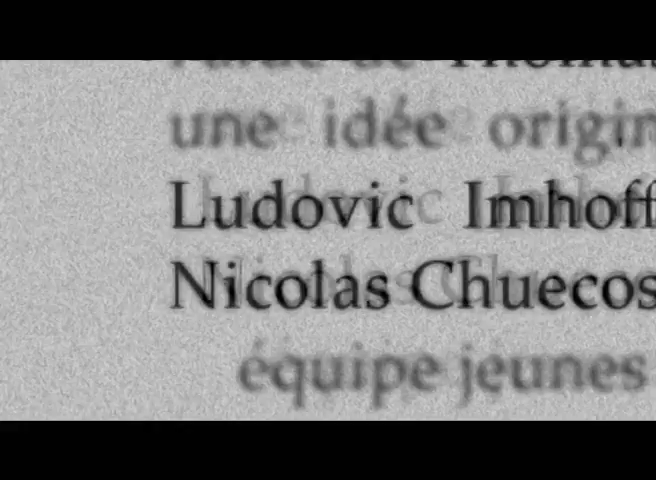 une idée origin
Ludovic Imhoff
Nicolas Chuecos
équipe jeunes